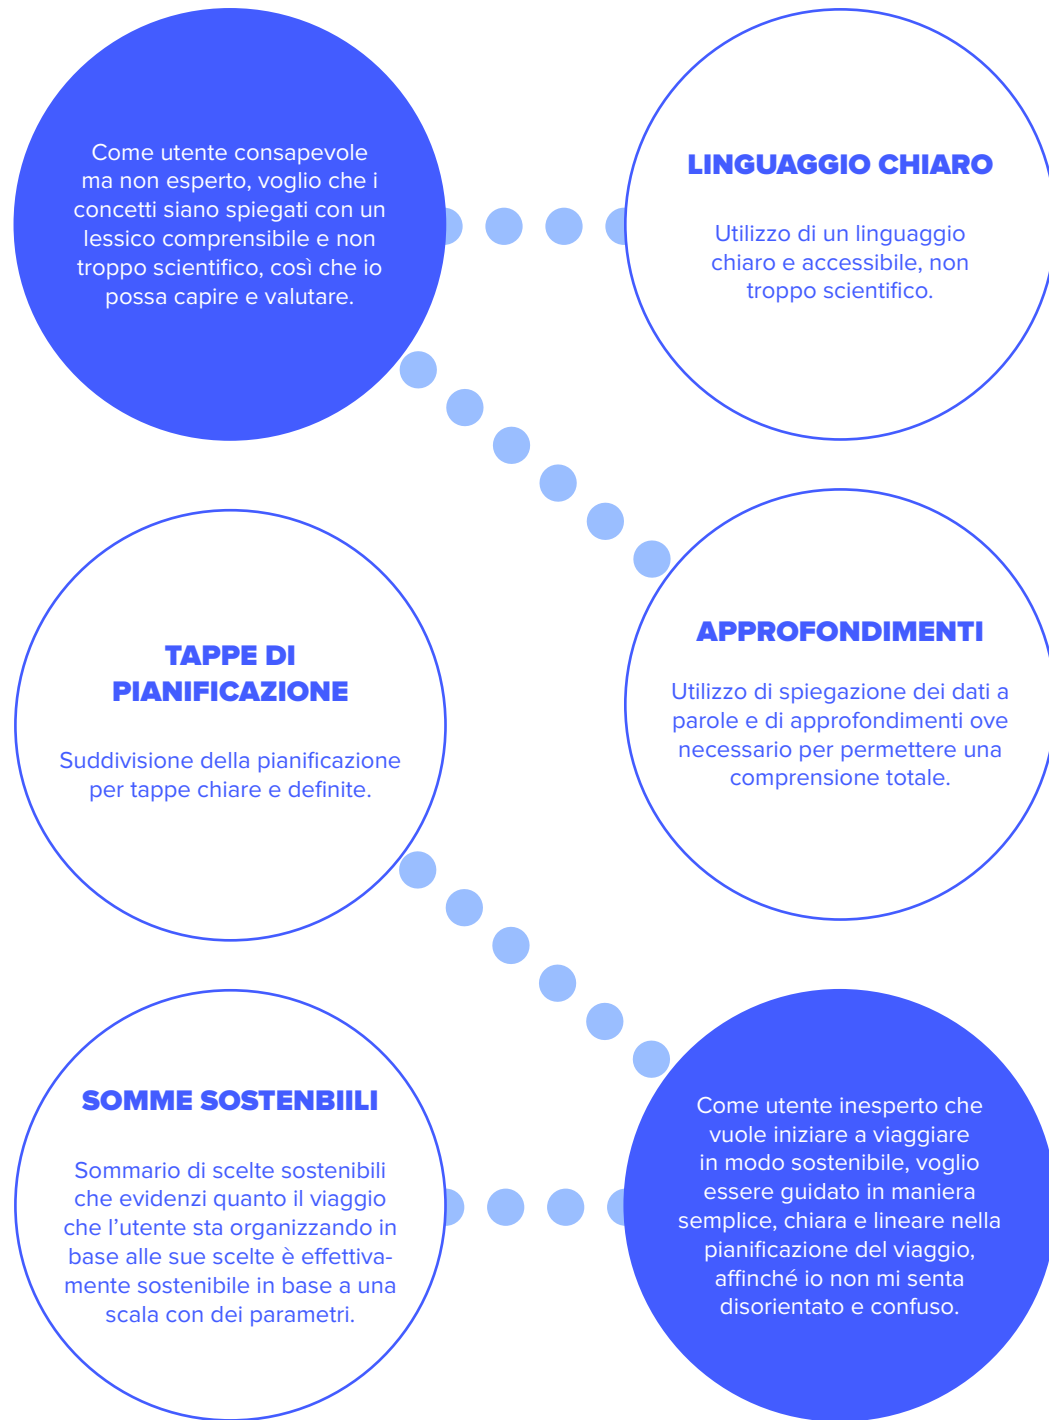 Come utente consapevole
ma non esperto, voglio che i
concetti siano spiegati con un
lessico comprensibile e non
troppo scientifico, così che io
possa capire e valutare.
LINGUAGGIO CHIARO
Utilizzo di un linguaggio
chiaro e accessibile, non
troppo scientifico.
TAPPE DI
PIANIFICAZIONE
Suddivisione della pianificazione
per tappe chiare e definite.
APPROFONDIMENTI
Utilizzo di spiegazione dei dati a
parole e di approfondimenti ove
necessario per permettere una
comprensione totale.
SOMME SOSTENBIILI
Sommario di scelte sostenibili
che evidenzi quanto il viaggio
che l’utente sta organizzando in
base alle sue scelte è effettiva-
mente sostenibile in base a una
scala con dei parametri.
Come utente inesperto che
vuole iniziare a viaggiare
in modo sostenibile, voglio
essere guidato in maniera
semplice, chiara e lineare nella
pianificazione del viaggio,
affinché io non mi senta
disorientato e confuso.